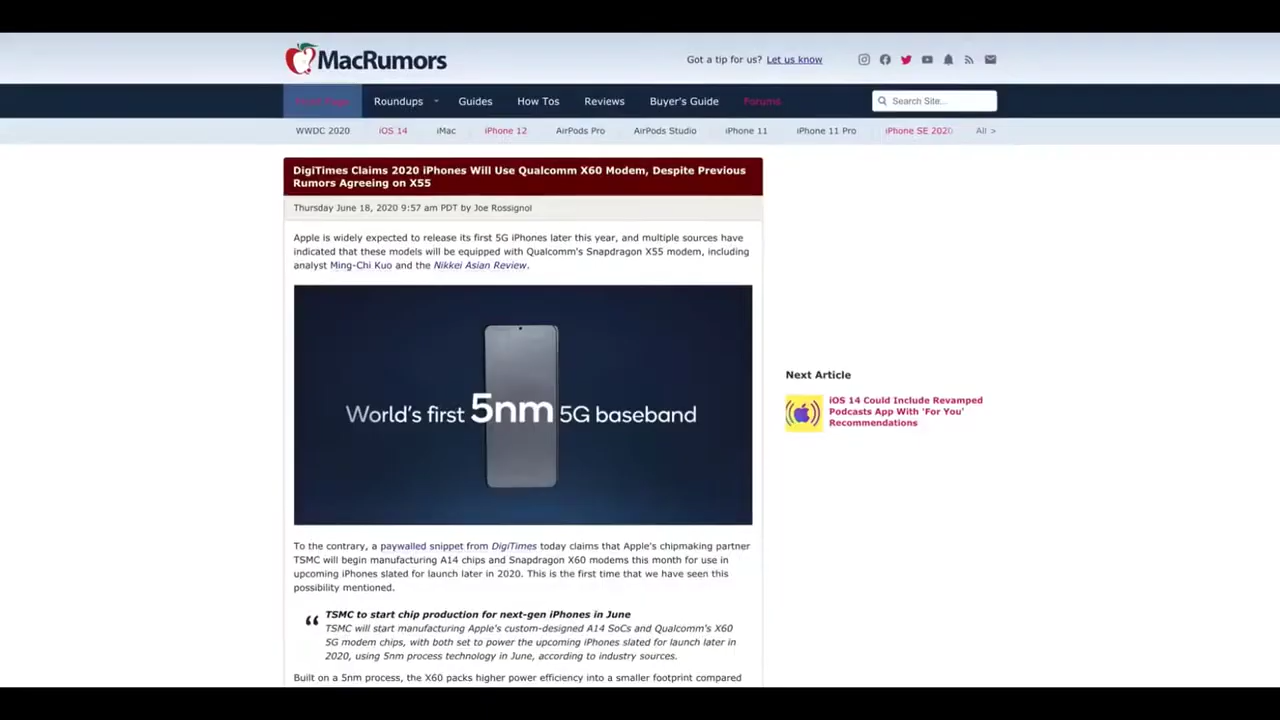 MacRumors
Got a tip for us? Let us know
Front Page Roundups Guides How Tos Reviews Buyer's Guide Forums
Search Site...
WWDC 2020 iOS 14 iMac iPhone 12 AirPods Pro AirPods Studio iPhone 11 iPhone 11 Pro iPhone SE 2020 All >
DigiTimes Claims 2020 iPhones Will Use Qualcomm X60 Modem, Despite Previous
Rumors Agreeing on X55
Thursday June 18, 2020 9:57 am PDT by Joe Rossignol
Apple is widely expected to release its first 5G iPhones later this year, and multiple sources have
indicated that these models will be equipped with Qualcomm's Snapdragon X55 modem, including
analyst Ming-Chi Kuo and the Nikkei Asian Review.
World's first 5nm 5G baseband
Next Article
iOS 14 Could Include Revamped
Podcasts App With 'For You'
Recommendations
To the contrary, a paywalled snippet from DigiTimes today claims that Apple's chipmaking partner
TSMC will begin manufacturing A14 chips and Snapdragon X60 modems this month for use in
upcoming iPhones slated for launch later in 2020. This is the first time that we have seen this
possibility mentioned.
“ TSMC to start chip production for next-gen iPhones in June
TSMC will start manufacturing Apple's custom-designed A14 SoCs and Qualcomm's X60
5G modem chips, with both set to power the upcoming iPhones slated for launch later in
2020, using 5nm process technology in June, according to industry sources.
Built on a 5nm process, the X60 packs higher power efficiency into a smaller footprint compared